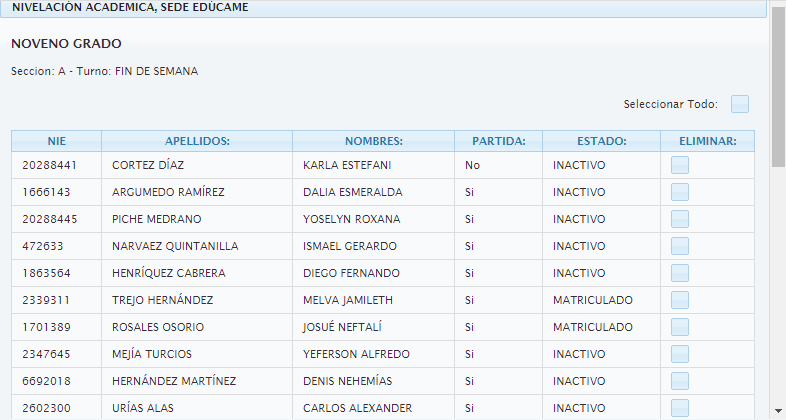 NIVELACIÓN ACADEMICA, SEDE EDÚCAME
NOVENO GRADO
Seccion: A - Turno: FIN DE SEMANA
Seleccionar Todo:
NIE APELLIDOS: NOMBRES: PARTIDA: ESTADO: ELIMINAR:
20288441 CORTEZ DÍAZ KARLA ESTEFANI No INACTIVO
1666143 ARGUMEDO RAMÍREZ DALIA ESMERALDA Si INACTIVO
20288445 PICHE MEDRANO YOSELYN ROXANA Si INACTIVO
472633 NARVAEZ QUINTANILLA ISMAEL GERARDO Si INACTIVO
1863564 HENRÍQUEZ CABRERA DIEGO FERNANDO Si INACTIVO
2339311 TREJO HERNÁNDEZ MELVA JAMILETH Si MATRICULADO
1701389 ROSALES OSORIO JOSUÉ NEFTALÍ Si MATRICULADO
2347645 MEJÍA TURCIOS YEFERSON ALFREDO Si INACTIVO
6692018 HERNÁNDEZ MARTÍNEZ DENIS NEHEMÍAS Si INACTIVO
2602300 URÍAS ALAS CARLOS ALEXANDER Si INACTIVO